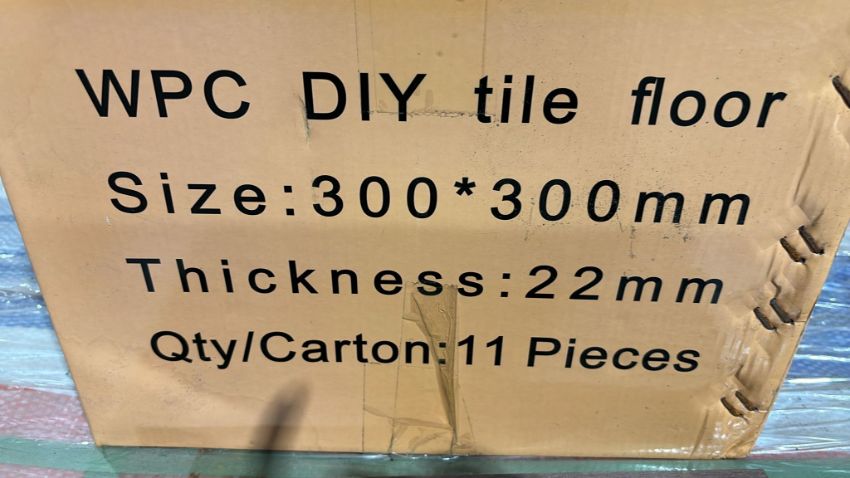 WPC DIY tile floor
Size:300*300mm
Thickness:22mm
Qty/Carton:11 Pieces